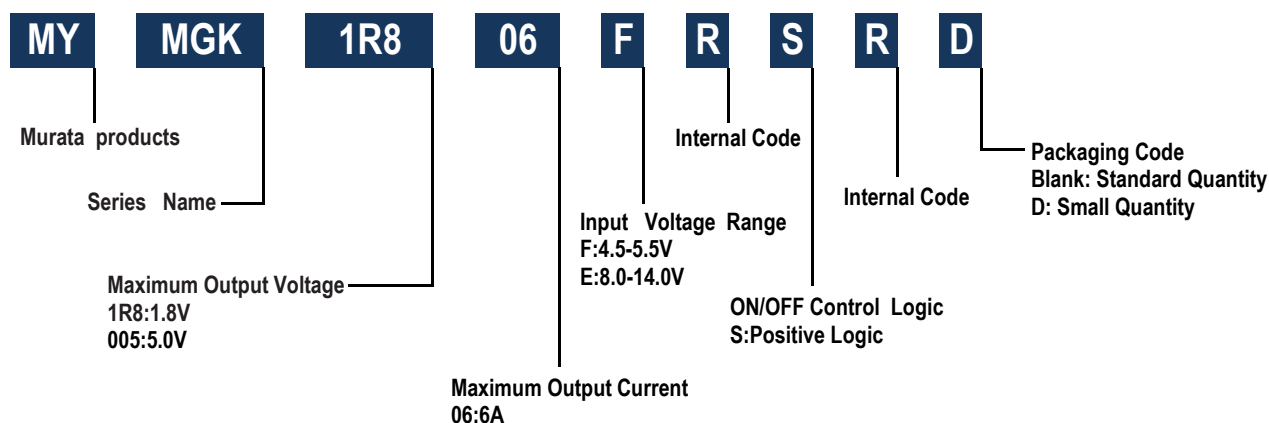 MY MGK 1R8 06 F R S R D
Murata products
Series Name
Maximum Output Voltage
1R8:1.8V
005:5.0V
Maximum Output Current
06:6A
Input Voltage Range
F:4.5-5.5V
E:8.0-14.0V
Internal Code
ON/OFF Control Logic
S:Positive Logic
Internal Code
Packaging Code
Blank: Standard Quantity
D: Small Quantity